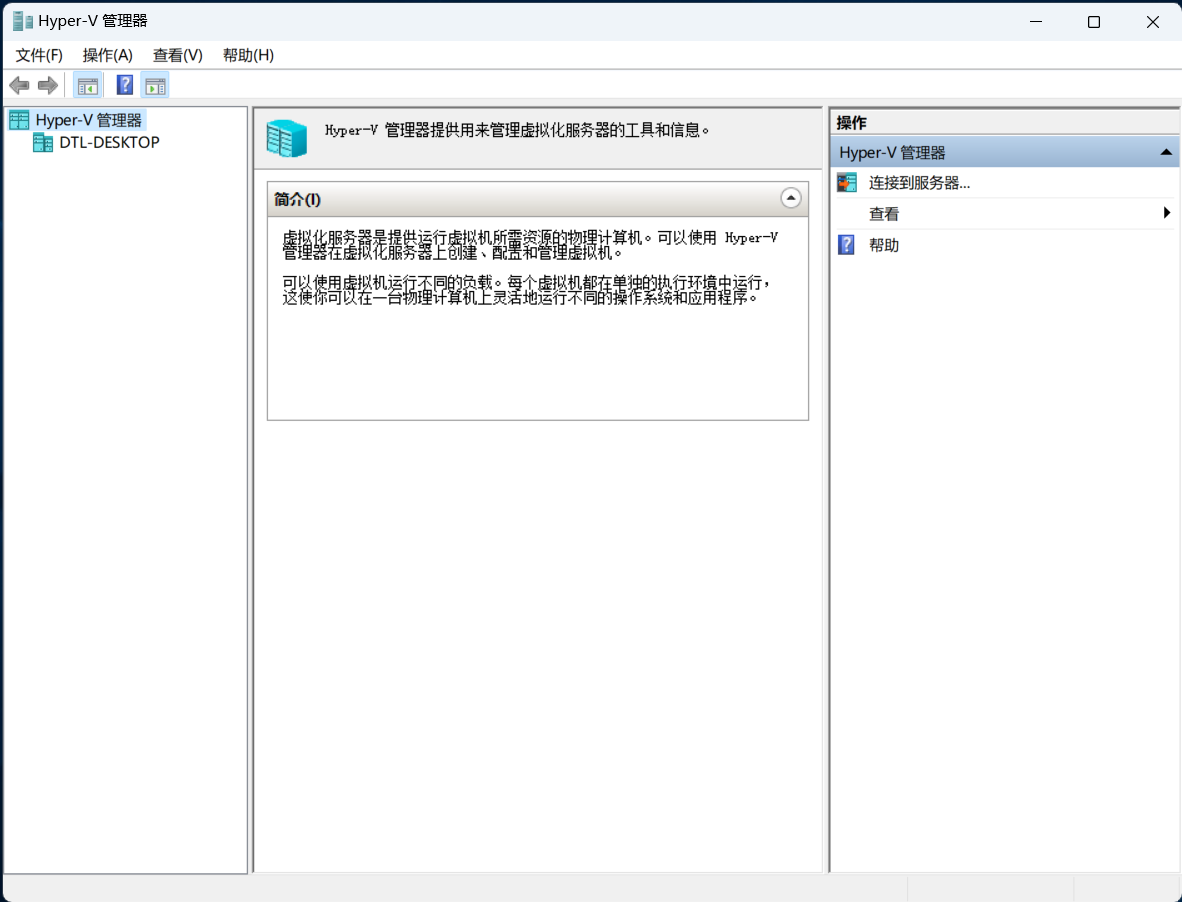 Hyper-V 管理器
文件(F) 操作(A) 查看(V) 帮助(H)
Hyper-V 管理器
DTL-DESKTOP
Hyper-V 管理器提供用来管理虚拟化服务器的工具和信息。
简介(I)
虚拟化服务器是提供运行虚拟机所需资源的物理计算机。可以使用 Hyper-V
管理器在虚拟化服务器上创建、配置和管理虚拟机。
可以使用虚拟机运行不同的负载。每个虚拟机都在单独的执行环境中运行，
这使你可以在一台物理计算机上灵活地运行不同的操作系统和应用程序。
操作
Hyper-V 管理器
连接到服务器...
查看
帮助